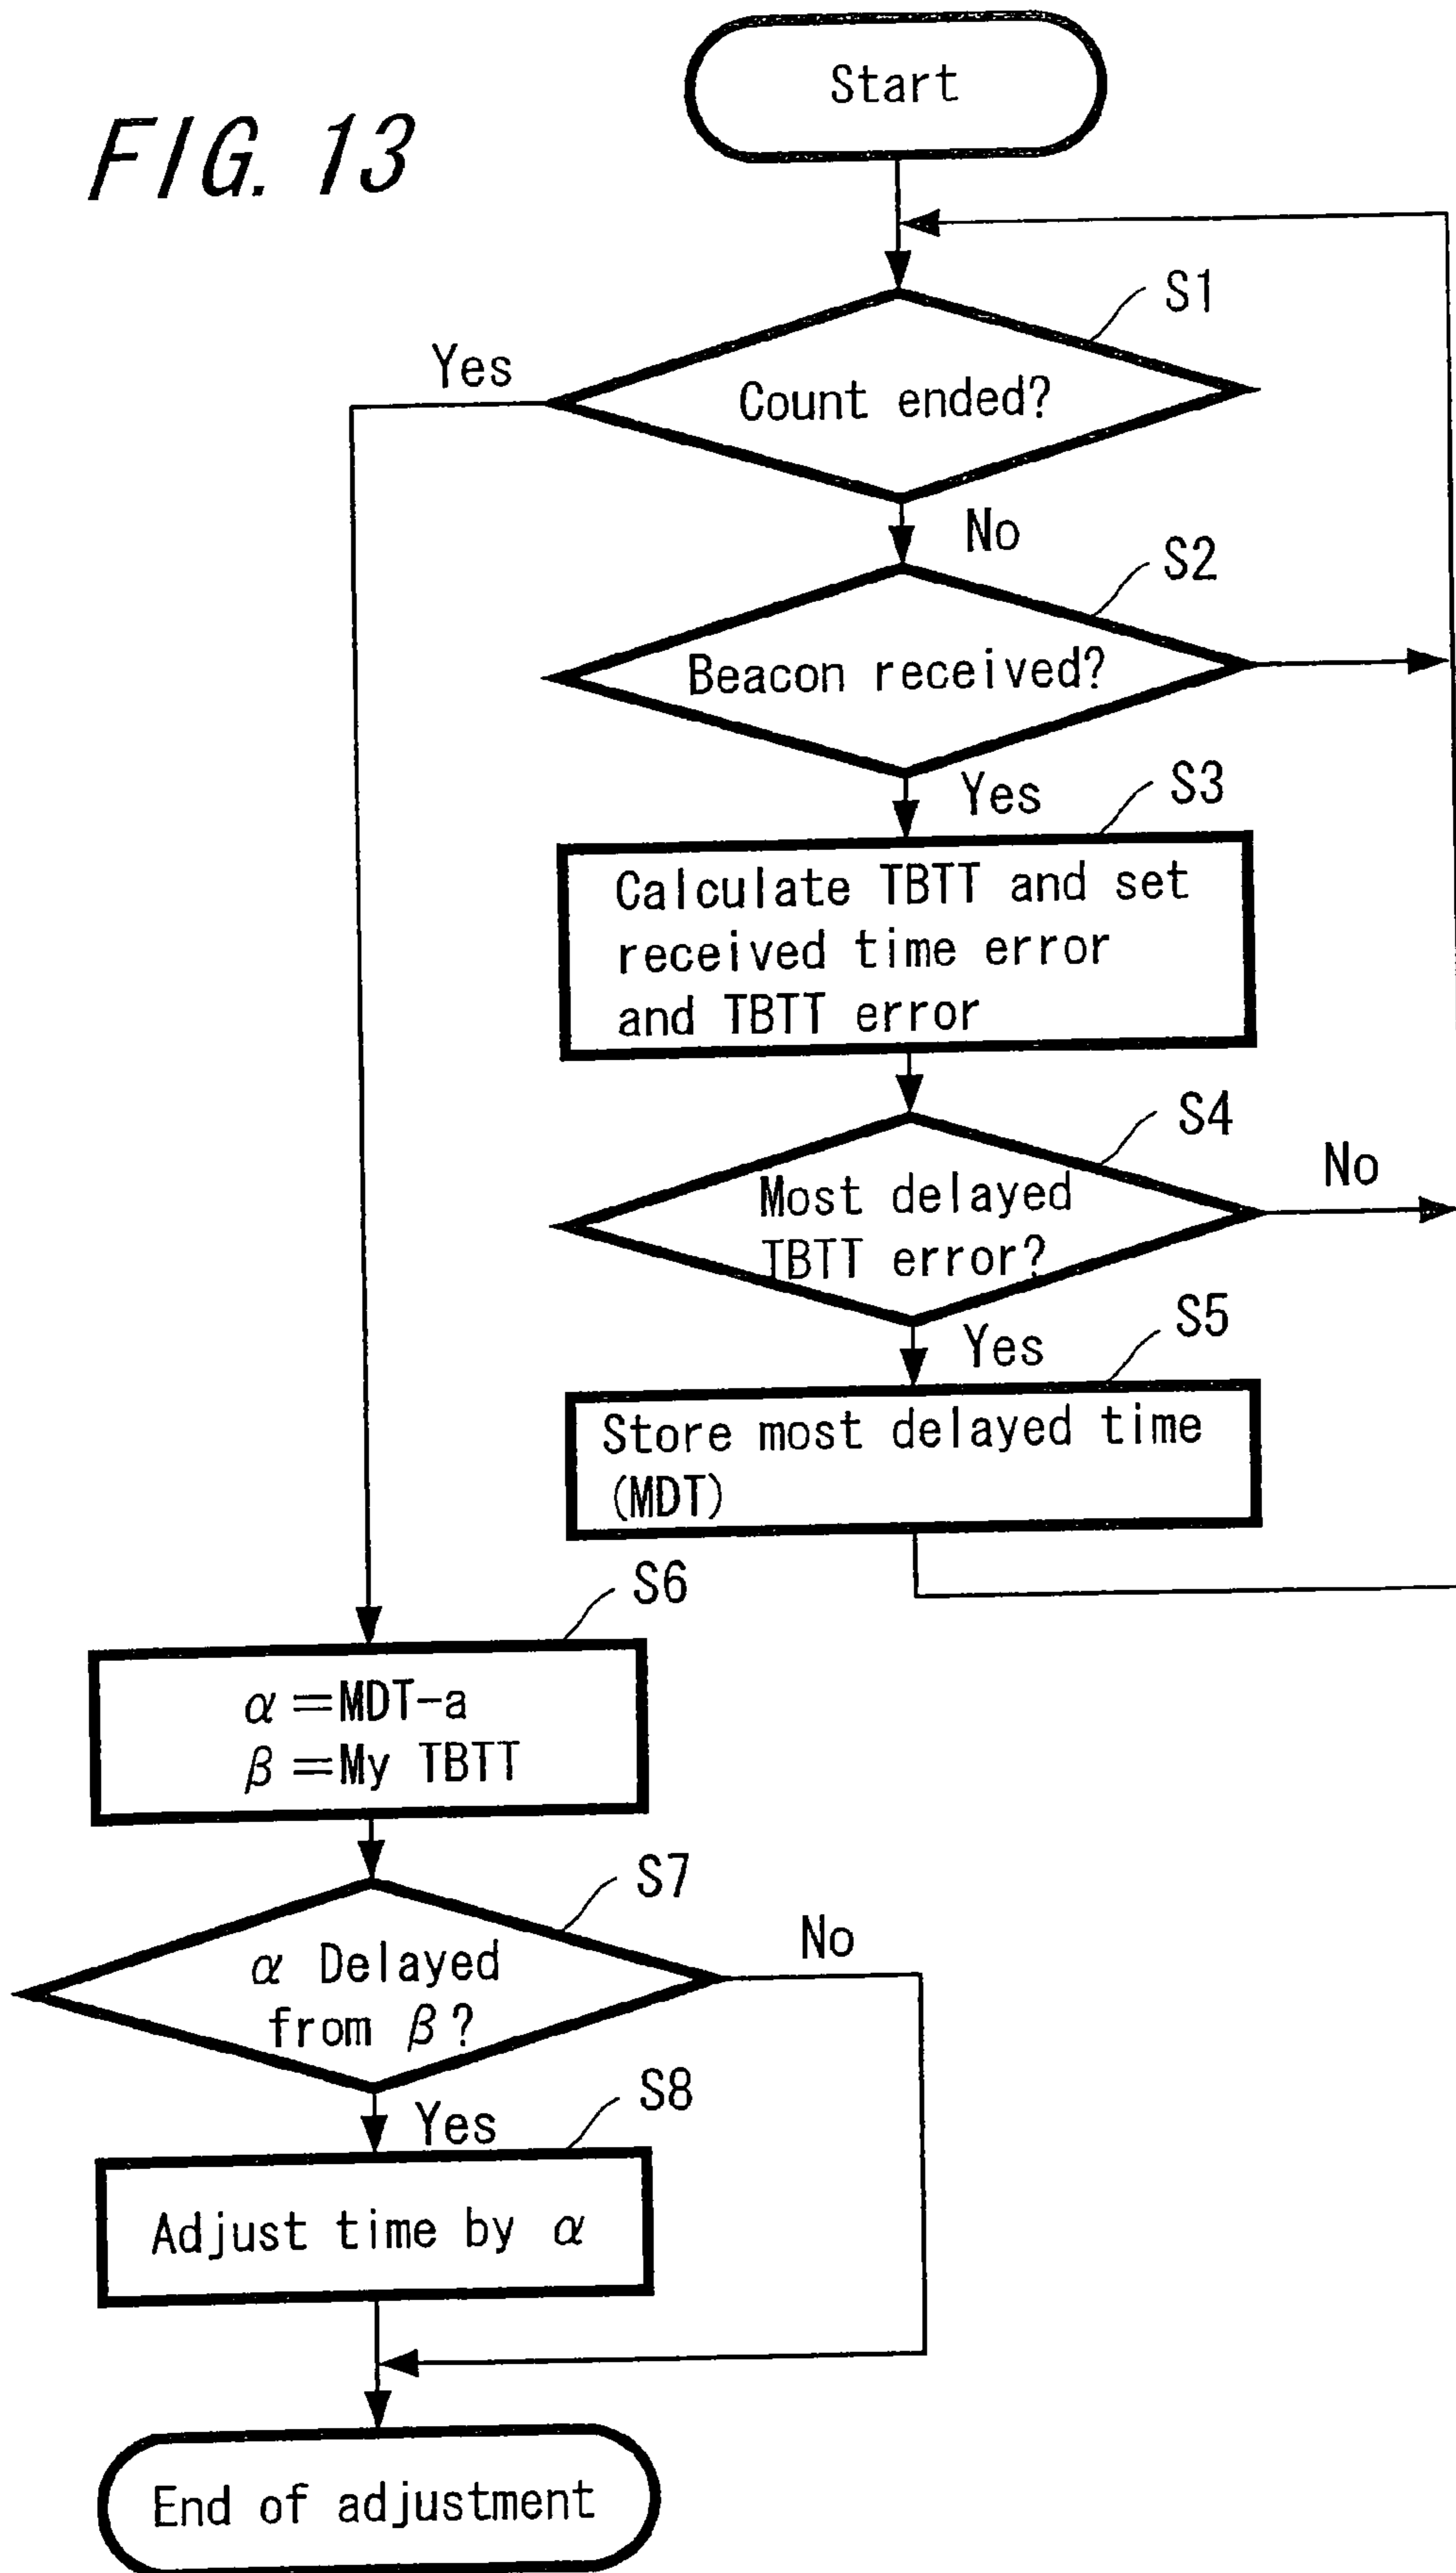 FIG. 13
Start
S1
Yes
Count ended?
No
S2
Beacon received?
Yes
S3
Calculate TBTT and set
received time error
and TBTT error
S4
No
Most delayed
TBTT error?
Yes
S5
Store most delayed time
(MDT)
S6
α=MDT-a
β=My TBTT
S7
No
α Delayed
from β?
Yes
S8
Adjust time by α
End of adjustment